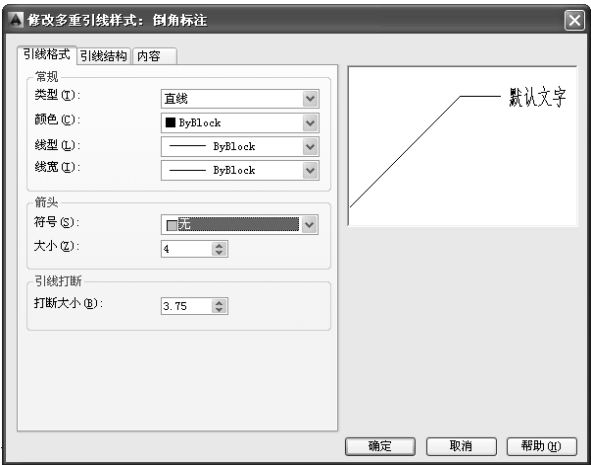 修改多重引线样式: 倒角标注
引线格式 引线结构 内容
常规
类型(T): 直线
颜色(C): ByBlock
线型(L): ByBlock
线宽(I): ByBlock
箭头
符号(S): 无
大小(Z): 4
引线打断
打断大小(B): 3.75
默认文字
确定 取消 帮助(H)